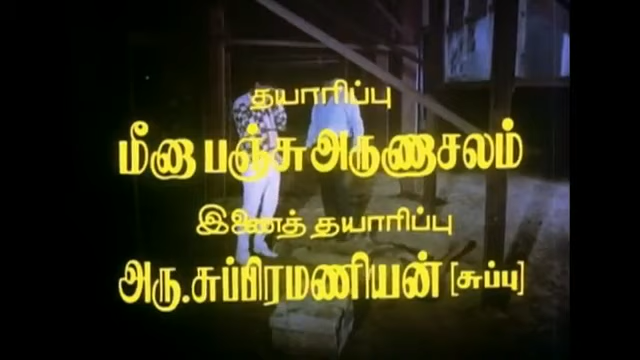 தயாரிப்பு
மீனா பஞ்சுஅருணாசலம்
இணைத் தயாரிப்பு
அரு.சுப்பிரமணியன் [சுப்பு]